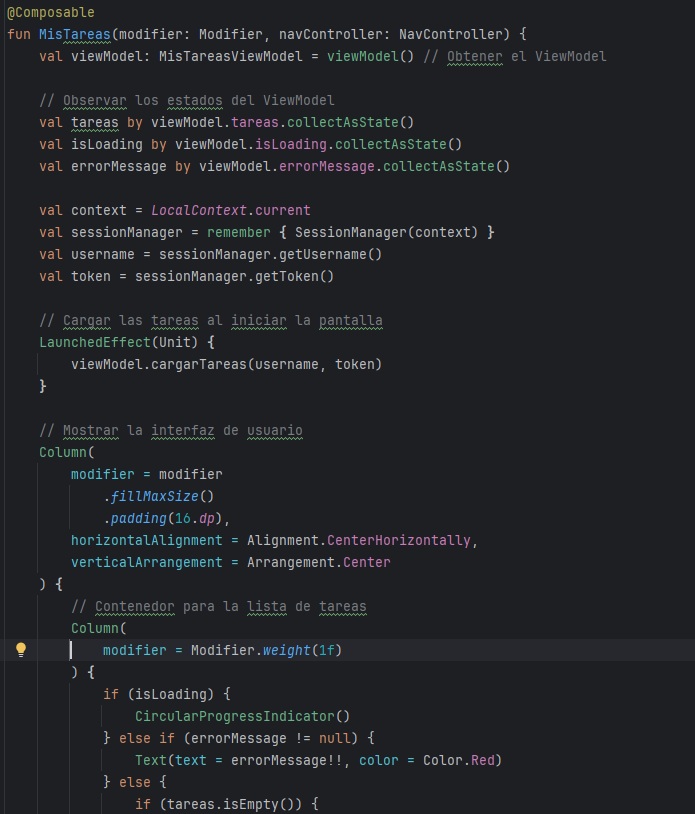 @Composable
fun MisTareas(modifier: Modifier, navController: NavController) {
val viewModel: MisTareasViewModel = viewModel() // Obtener el ViewModel
// Observar los estados del ViewModel
val tareas by viewModel.tareas.collectAsState()
val isLoading by viewModel.isLoading.collectAsState()
val errorMessage by viewModel.errorMessage.collectAsState()
val context = LocalContext.current
val sessionManager = remember { SessionManager(context) }
val username = sessionManager.getUsername()
val token = sessionManager.getToken()
// Cargar las tareas al iniciar la pantalla
LaunchedEffect(Unit) {
viewModel.cargarTareas(username, token)
}
// Mostrar la interfaz de usuario
Column(
modifier = modifier
.fillMaxSize()
.padding(16.dp),
horizontalAlignment = Alignment.CenterHorizontally,
verticalArrangement = Arrangement.Center
) {
// Contenedor para la lista de tareas
Column(
modifier = Modifier.weight(1f)
) {
if (isLoading) {
CircularProgressIndicator()
} else if (errorMessage != null) {
Text(text = errorMessage!!, color = Color.Red)
} else {
if (tareas.isEmpty()) {